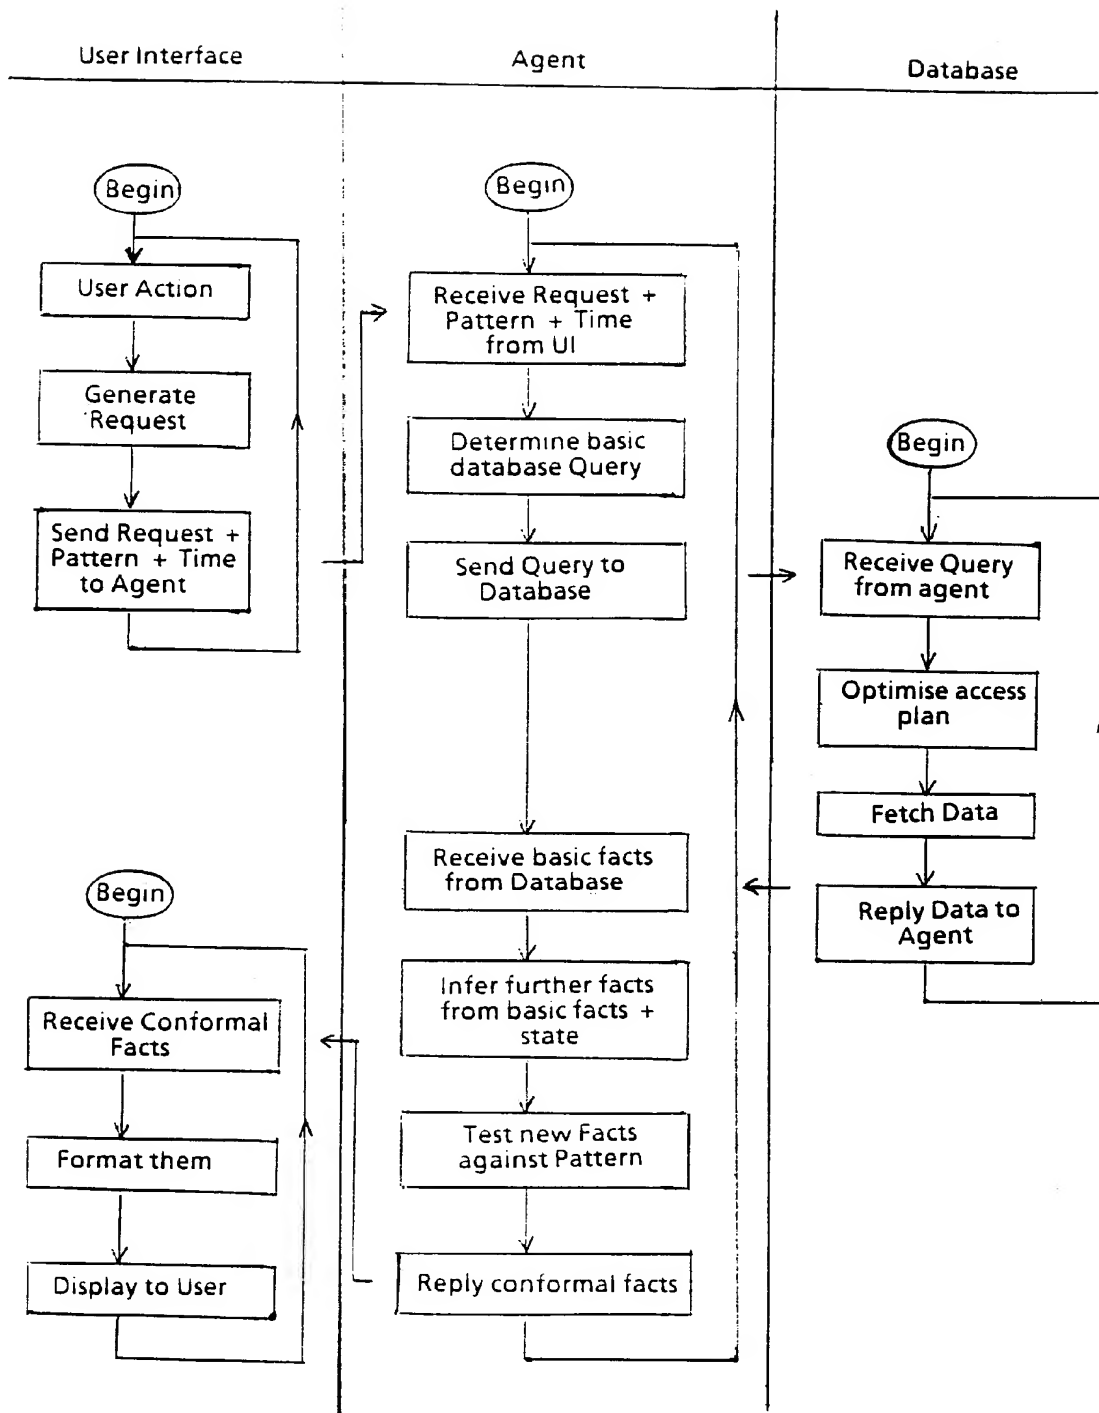 User Interface
Agent
Database
Begin
User Action
Generate
Request
Send Request +
Pattern + Time
to Agent
Begin
Receive Conformal
Facts
Format them
Display to User
Begin
Receive Request +
Pattern + Time
from UI
Determine basic
database Query
Send Query to
Database
Receive basic facts
from Database
Infer further facts
from basic facts +
state
Test new Facts
against Pattern
Reply conformal facts
Begin
Receive Query
from agent
Optimise access
plan
Fetch Data
Reply Data to
Agent